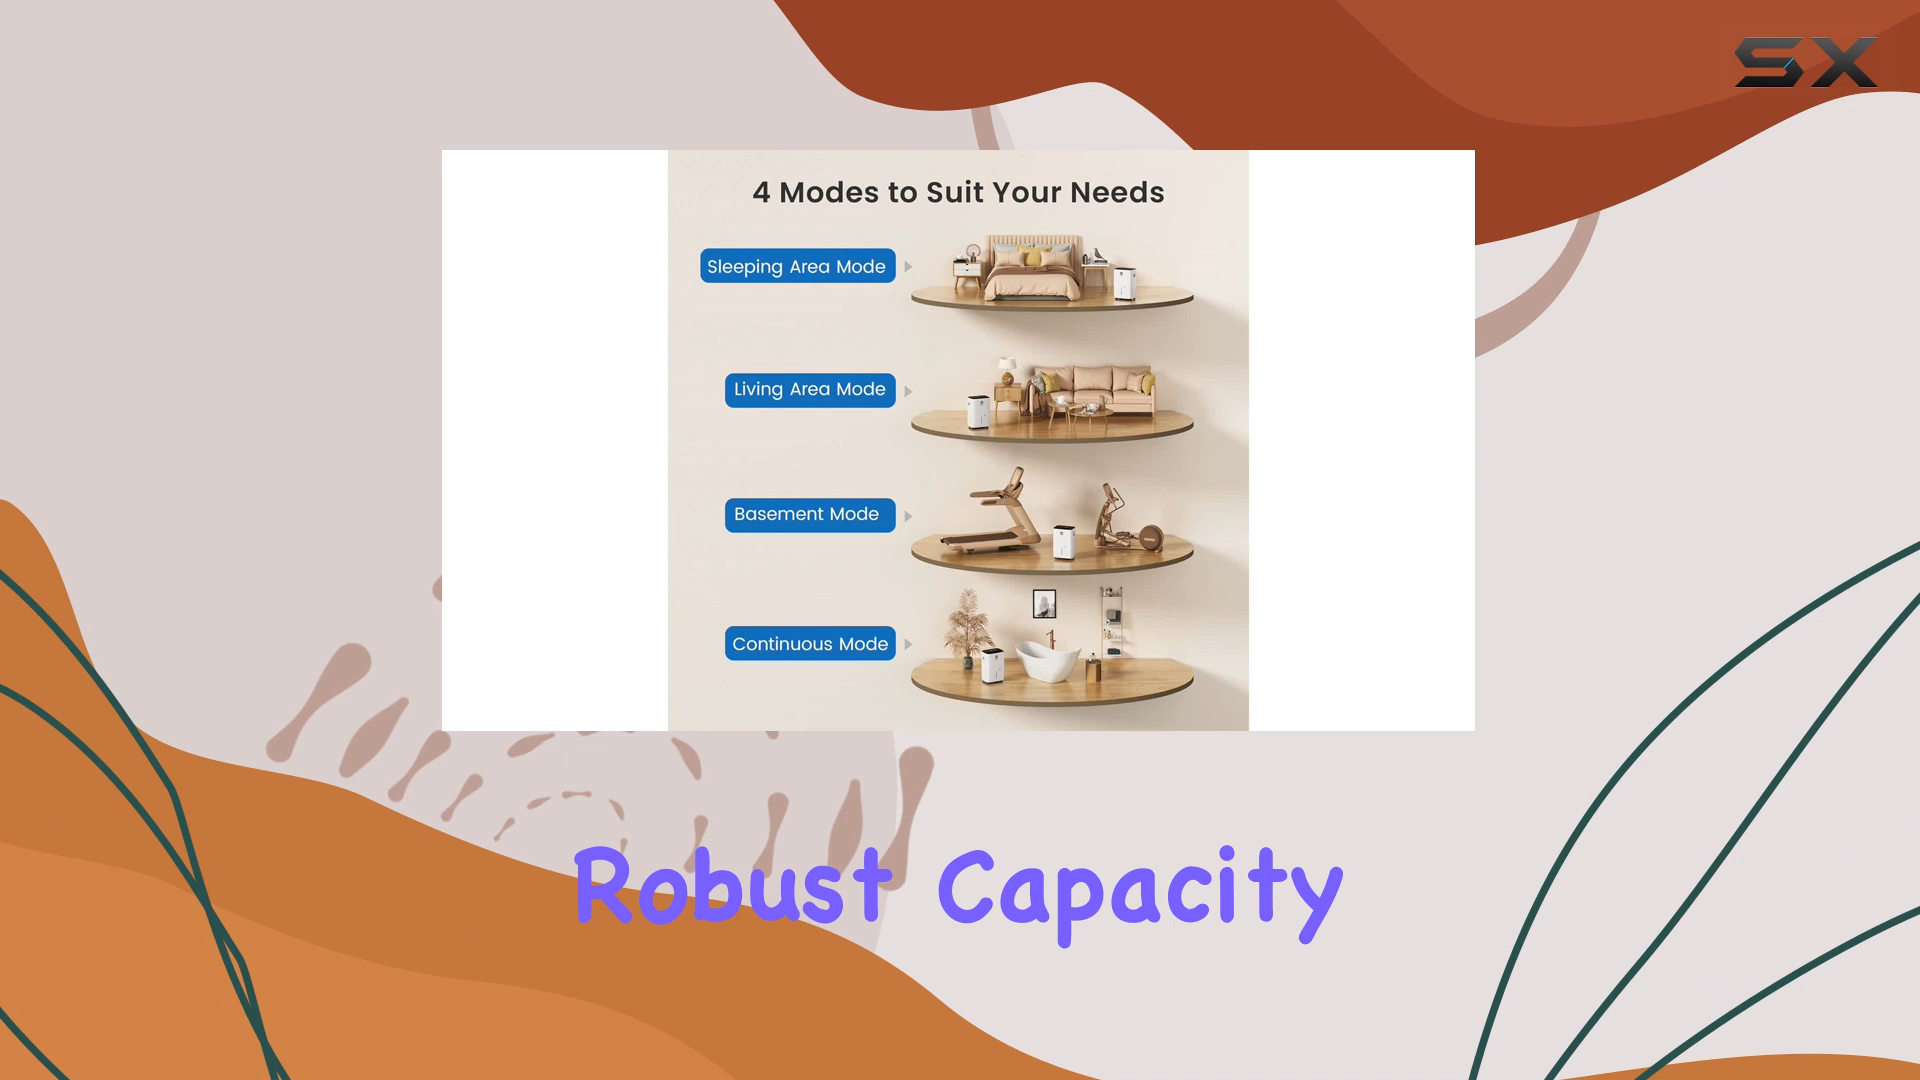 SX
4 Modes to Suit Your Needs
Sleeping Area Mode
Living Area Mode
Basement Mode
Continuous Mode
Robust Capacity